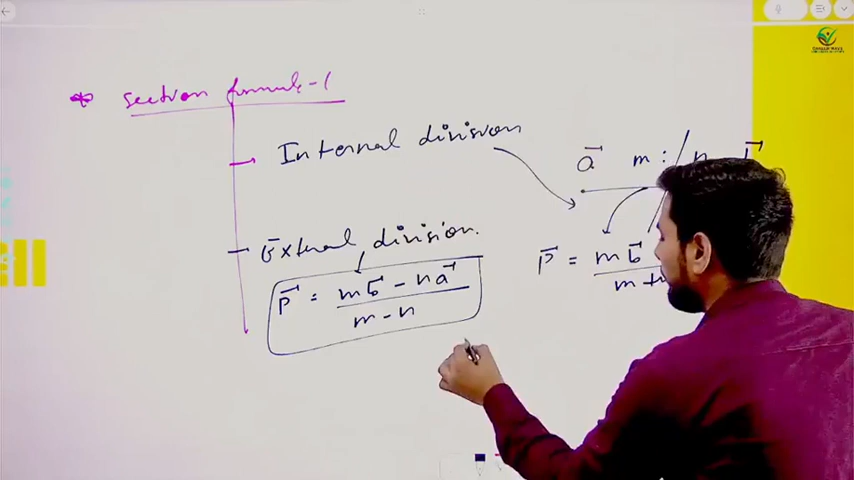 * section formula-1
Internal division
a⃗ m : n b⃗
External division.
p⃗ = mb⃗
m + n
p⃗ = mb⃗ - na⃗
m - n